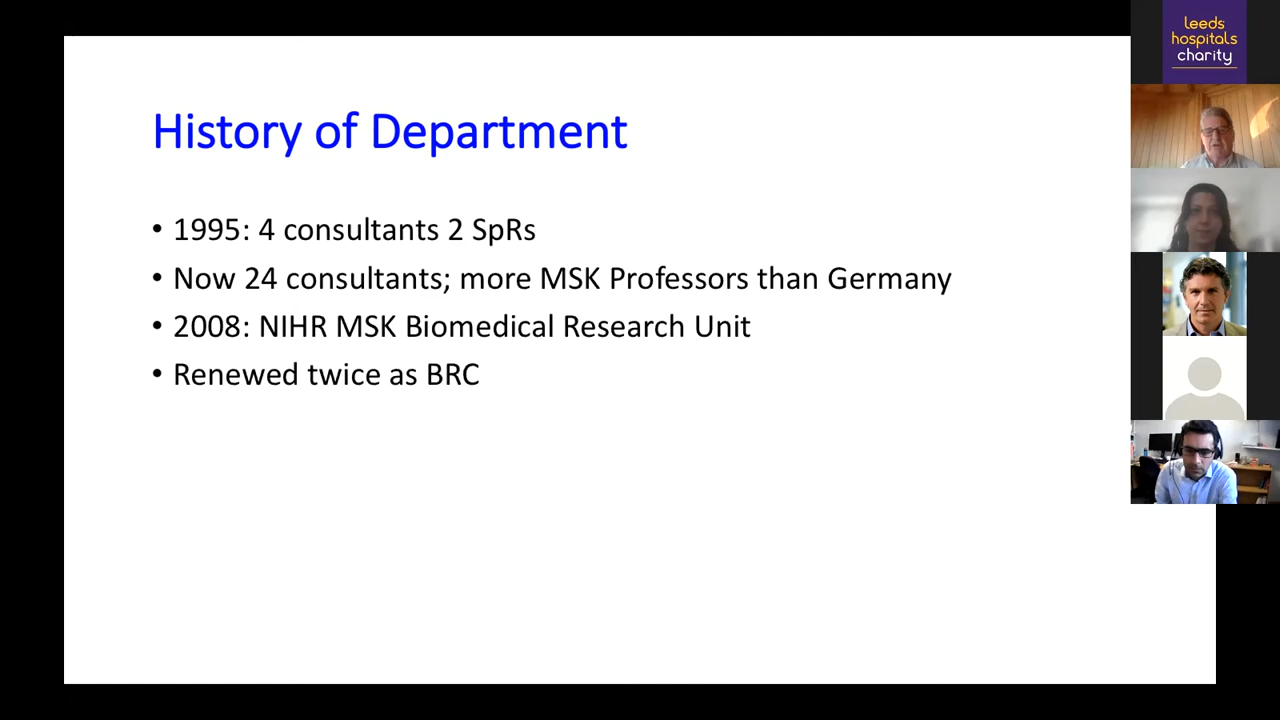 History of Department
• 1995: 4 consultants 2 SpRs
• Now 24 consultants; more MSK Professors than Germany
• 2008: NIHR MSK Biomedical Research Unit
• Renewed twice as BRC
leeds
hospitals
charity